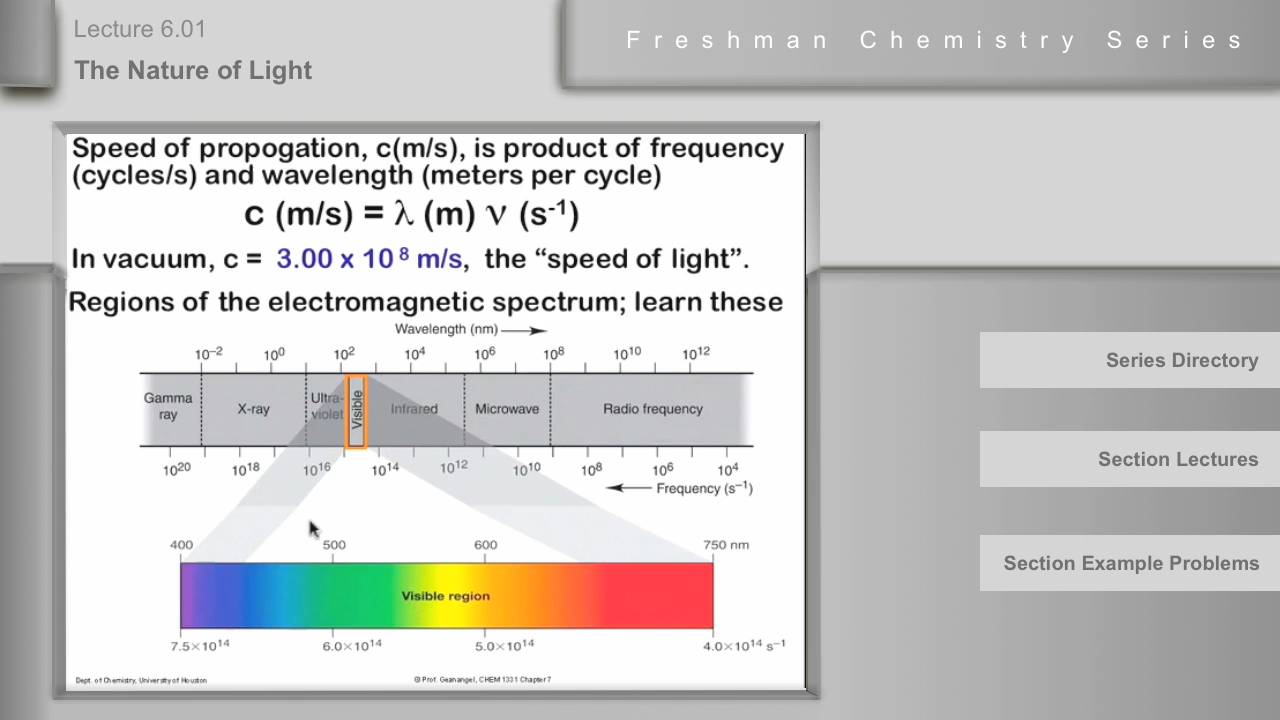 Lecture 6.01
The Nature of Light
Freshman Chemistry Series
Speed of propogation, c(m/s), is product of frequency
(cycles/s) and wavelength (meters per cycle)
c (m/s) = λ (m) ν (s⁻¹)
In vacuum, c = 3.00 x 10⁸ m/s, the “speed of light”.
Regions of the electromagnetic spectrum; learn these
Wavelength (nm)
10⁻² 10⁰ 10² 10⁴ 10⁶ 10⁸ 10¹⁰ 10¹²
Gamma ray
X-ray
Ultra-violet
Visible
Infrared
Microwave
Radio frequency
10²⁰ 10¹⁸ 10¹⁶ 10¹⁴ 10¹² 10¹⁰ 10⁸ 10⁶ 10⁴
Frequency (s⁻¹)
400 500 600 750 nm
Visible region
7.5×10¹⁴ 6.0×10¹⁴ 5.0×10¹⁴ 4.0×10¹⁴ s⁻¹
Dept. of Chemistry, University of Houston
© Prof. Geanangel, CHEM 1331 Chapter 7
Series Directory
Section Lectures
Section Example Problems